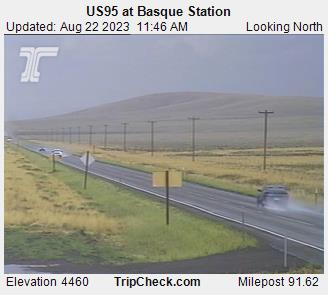 US95 at Basque Station
Updated: Aug 22 2023 11:46 AM Looking North
Elevation 4460 TripCheck.com Milepost 91.62